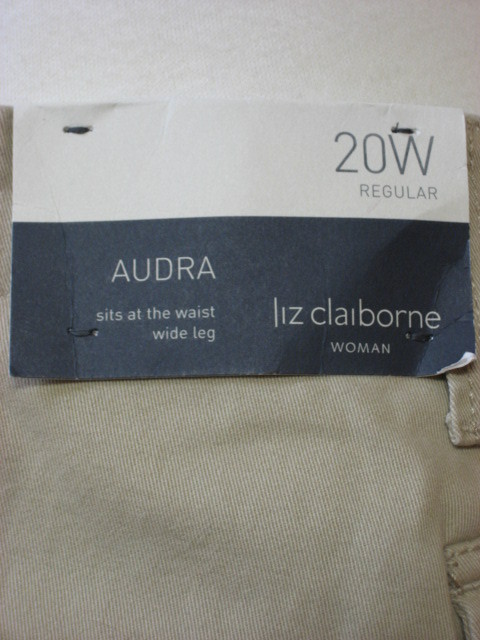 20W
REGULAR
AUDRA
sits at the waist
wide leg
liz claiborne
WOMAN